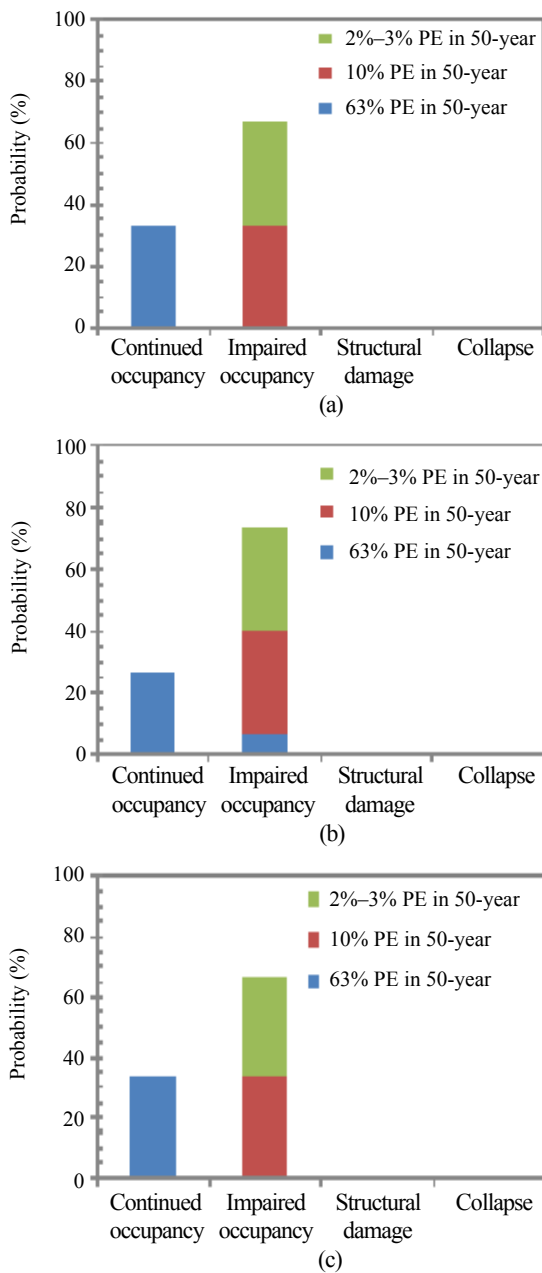 100
80
60
40
20
0
Probability (%)
2%–3% PE in 50-year
10% PE in 50-year
63% PE in 50-year
Continued occupancy
Impaired occupancy
Structural damage
Collapse
(a)
100
80
60
40
20
0
Probability (%)
2%–3% PE in 50-year
10% PE in 50-year
63% PE in 50-year
Continued occupancy
Impaired occupancy
Structural damage
Collapse
(b)
100
80
60
40
20
0
Probability (%)
2%–3% PE in 50-year
10% PE in 50-year
63% PE in 50-year
Continued occupancy
Impaired occupancy
Structural damage
Collapse
(c)